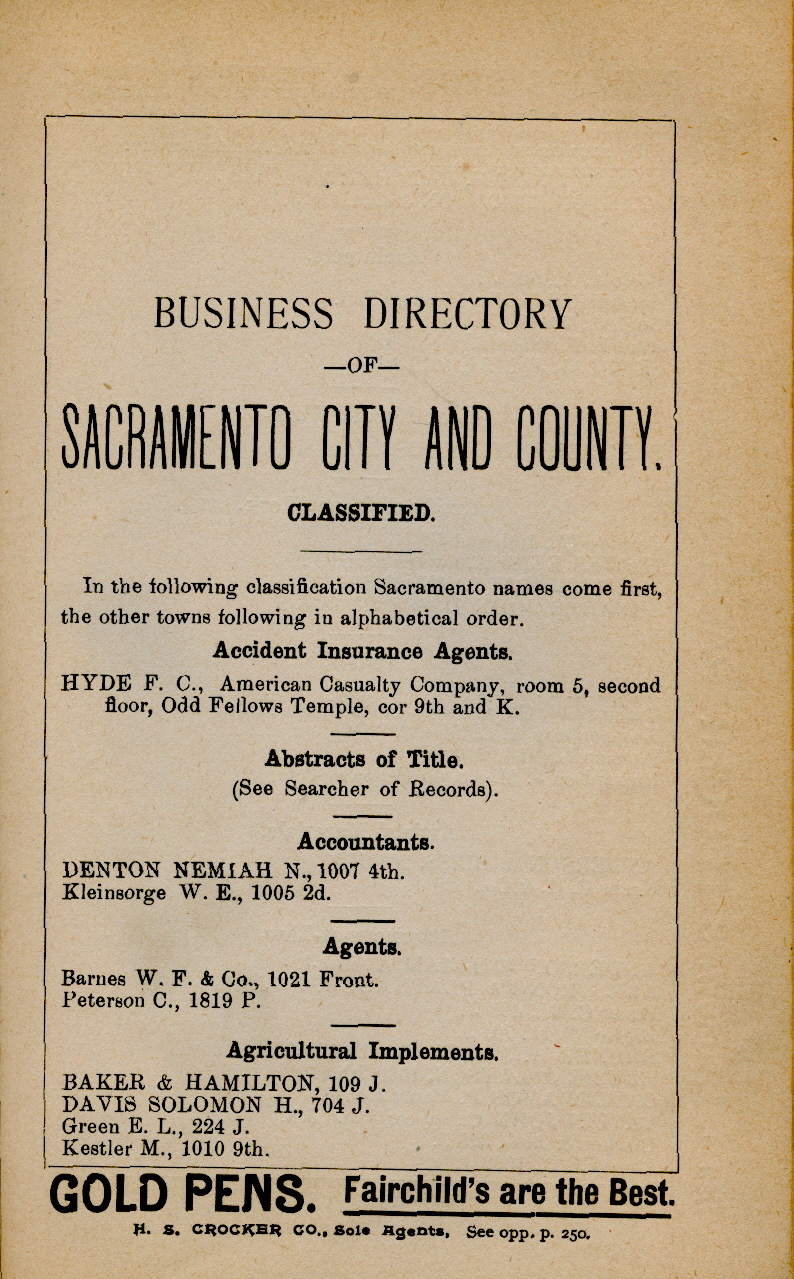 BUSINESS DIRECTORY
—OF—
SACRAMENTO CITY AND COUNTY.
CLASSIFIED.
In the following classification Sacramento names come first,
the other towns following in alphabetical order.
Accident Insurance Agents.
HYDE F. C., American Casualty Company, room 5, second
floor, Odd Fellows Temple, cor 9th and K.
Abstracts of Title.
(See Searcher of Records).
Accountants.
DENTON NEMIAH N., 1007 4th.
Kleinsorge W. E., 1005 2d.
Agents.
Barnes W. F. & Co., 1021 Front.
Peterson C., 1819 P.
Agricultural Implements.
BAKER & HAMILTON, 109 J.
DAVIS SOLOMON H., 704 J.
Green E. L., 224 J.
Kestler M., 1010 9th.
GOLD PENS. Fairchild's are the Best.
H. S. CROCKER CO., Sole Agents, See opp. p. 250.